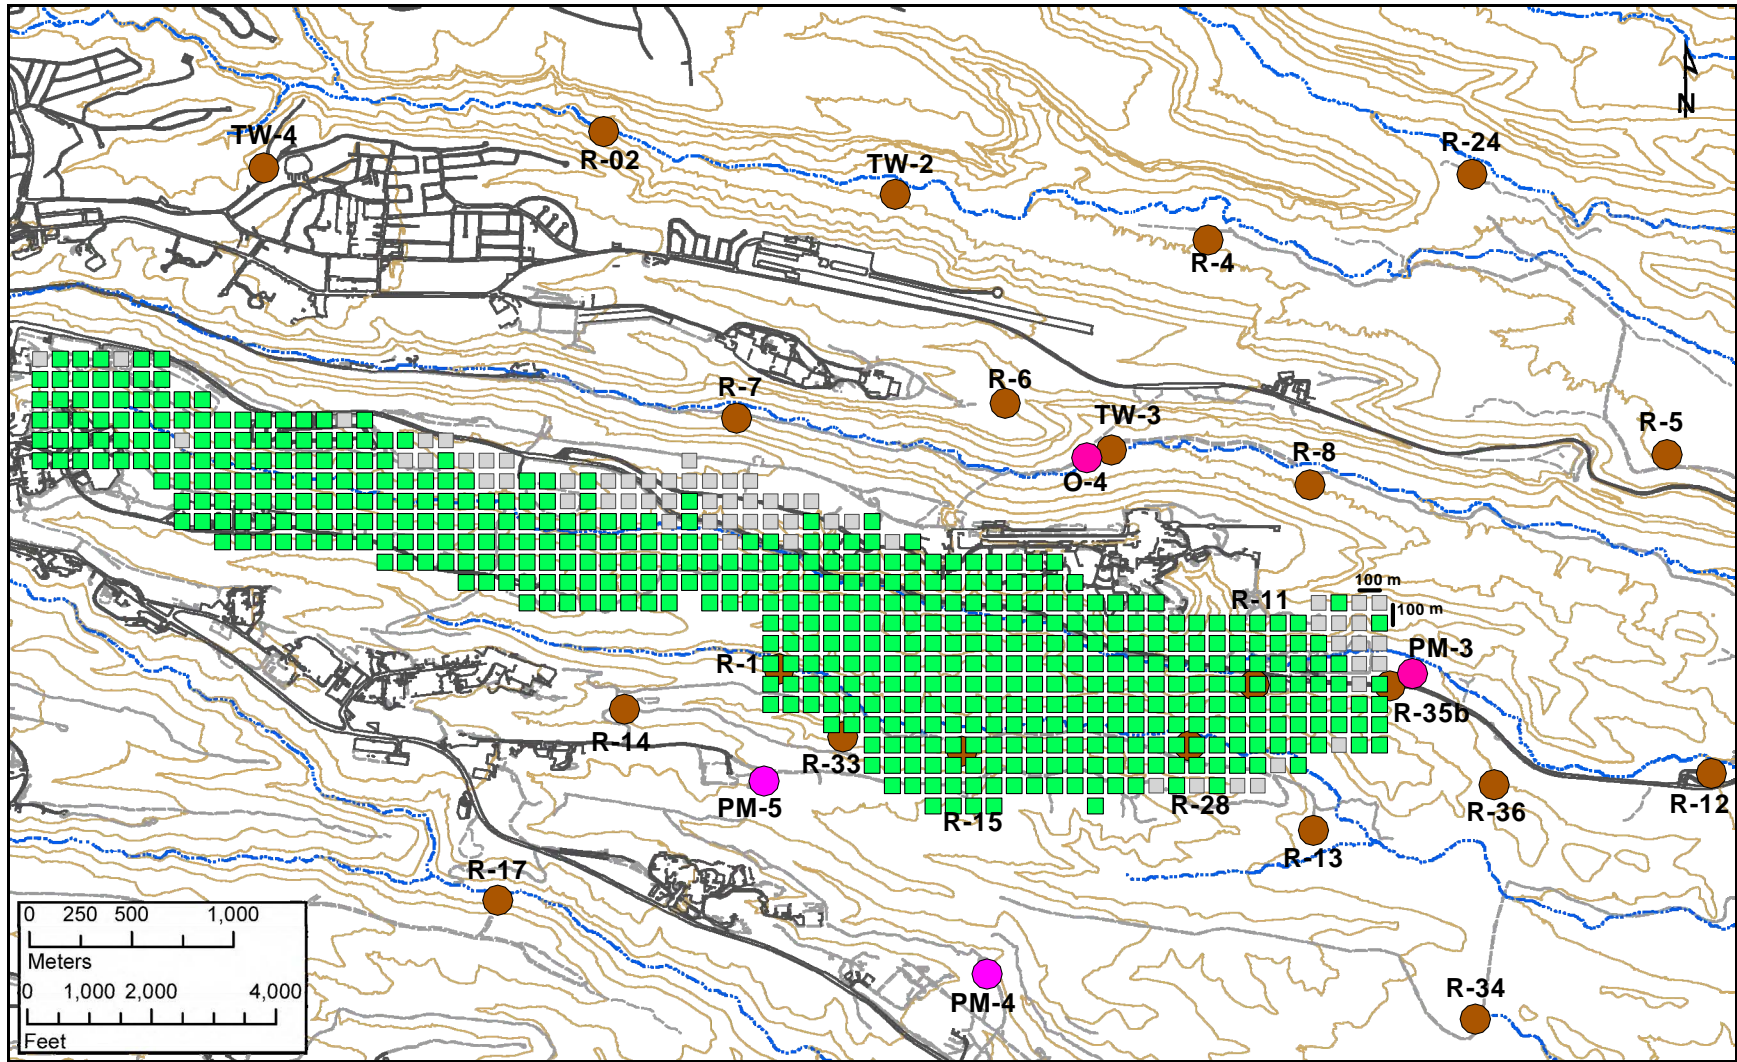 N
TW-4
R-02
TW-2
R-24
R-4
R-7
R-6
TW-3
O-4
R-8
R-5
100 m
100 m
R-11
R-1
PM-3
R-35b
R-14
R-33
PM-5
R-15
R-28
R-36
R-12
R-13
R-17
PM-4
R-34
0 250 500 1,000
Meters
0 1,000 2,000 4,000
Feet